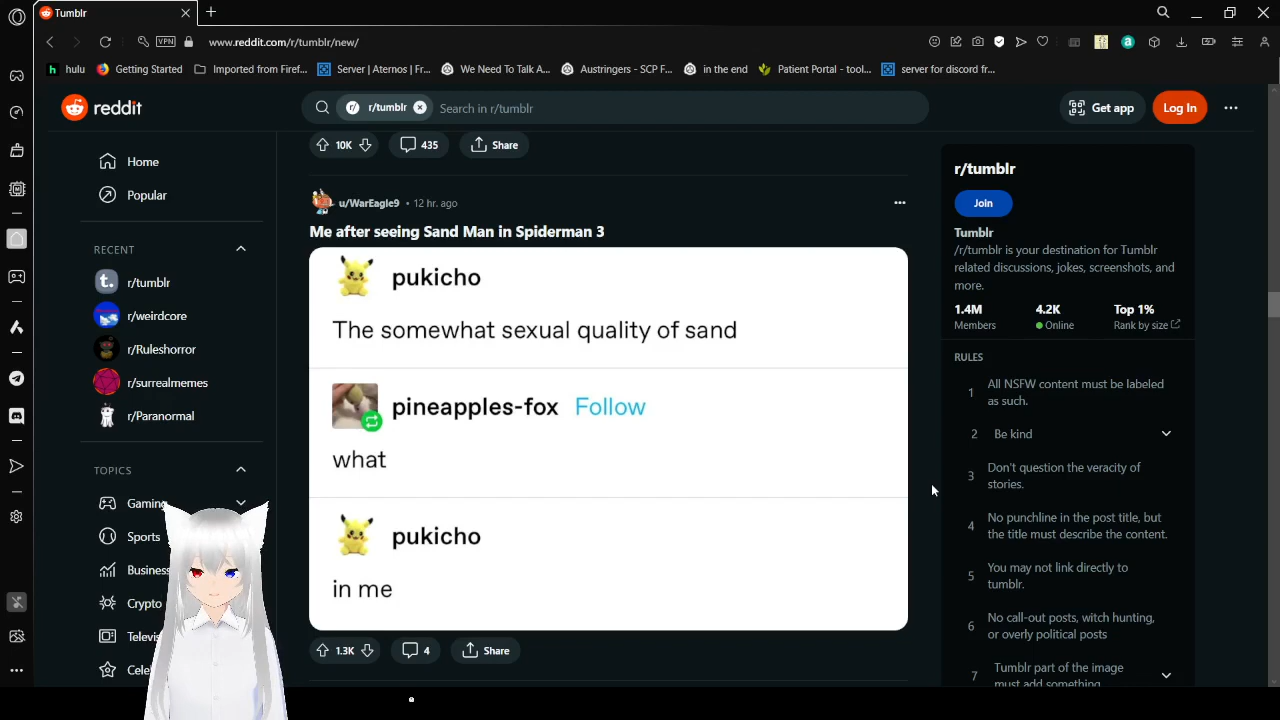 Tumblr
VPN
www.reddit.com/r/tumblr/new/
hulu
Getting Started
Imported from Firef...
Server | Aternos | Fr...
We Need To Talk A...
Austringers - SCP F...
in the end
Patient Portal - tool...
server for discord fr...
reddit
r/ r/tumblr
Search in r/tumblr
Get app
Log In
10K
435
Share
Home
Popular
RECENT
r/tumblr
r/weirdcore
r/Ruleshorror
r/surrealmemes
r/Paranormal
TOPICS
Gaming
Sports
Business
Crypto
u/WarEagle9 • 12 hr. ago
Me after seeing Sand Man in Spiderman 3
pukicho
The somewhat sexual quality of sand
pineapples-fox Follow
what
pukicho
in me
1.3K
4
Share
r/tumblr
Join
Tumblr
/r/tumblr is your destination for Tumblr
related discussions, jokes, screenshots, and
more.
1.4M 4.2K Top 1%
Members Online Rank by size
RULES
1 All NSFW content must be labeled
as such.
2 Be kind
3 Don't question the veracity of
stories.
4 No punchline in the post title, but
the title must describe the content.
5 You may not link directly to
tumblr.
6 No call-out posts, witch hunting,
or overly political posts
7 Tumblr part of the image
must add something